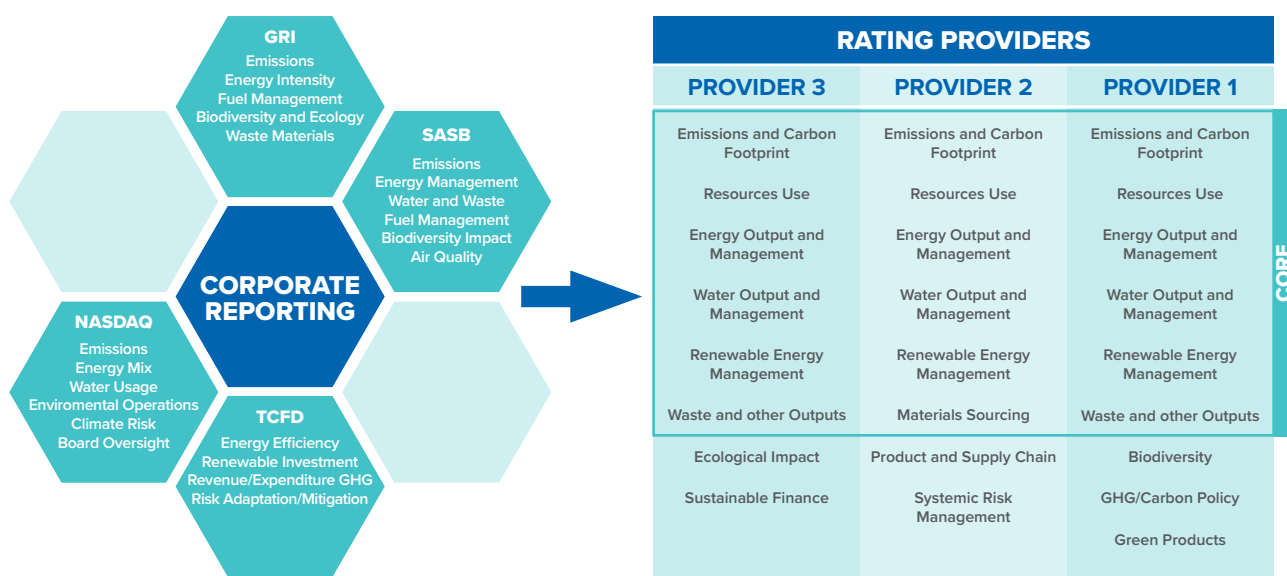 GRI
Emissions
Energy Intensity
Fuel Management
Biodiversity and Ecology
Waste Materials
SASB
Emissions
Energy Management
Water and Waste
Fuel Management
Biodiversity Impact
Air Quality
CORPORATE
REPORTING
NASDAQ
Emissions
Energy Mix
Water Usage
Enviromental Operations
Climate Risk
Board Oversight
TCFD
Energy Efficiency
Renewable Investment
Revenue/Expenditure GHG
Risk Adaptation/Mitigation
RATING PROVIDERS
PROVIDER 3
Emissions and Carbon
Footprint
Resources Use
Energy Output and
Management
Water Output and
Management
Renewable Energy
Management
Waste and other Outputs
Ecological Impact
Sustainable Finance
PROVIDER 2
Emissions and Carbon
Footprint
Resources Use
Energy Output and
Management
Water Output and
Management
Renewable Energy
Management
Materials Sourcing
Product and Supply Chain
Systemic Risk
Management
PROVIDER 1
Emissions and Carbon
Footprint
Resources Use
Energy Output and
Management
Water Output and
Management
Renewable Energy
Management
Waste and other Outputs
Biodiversity
GHG/Carbon Policy
Green Products
CORE